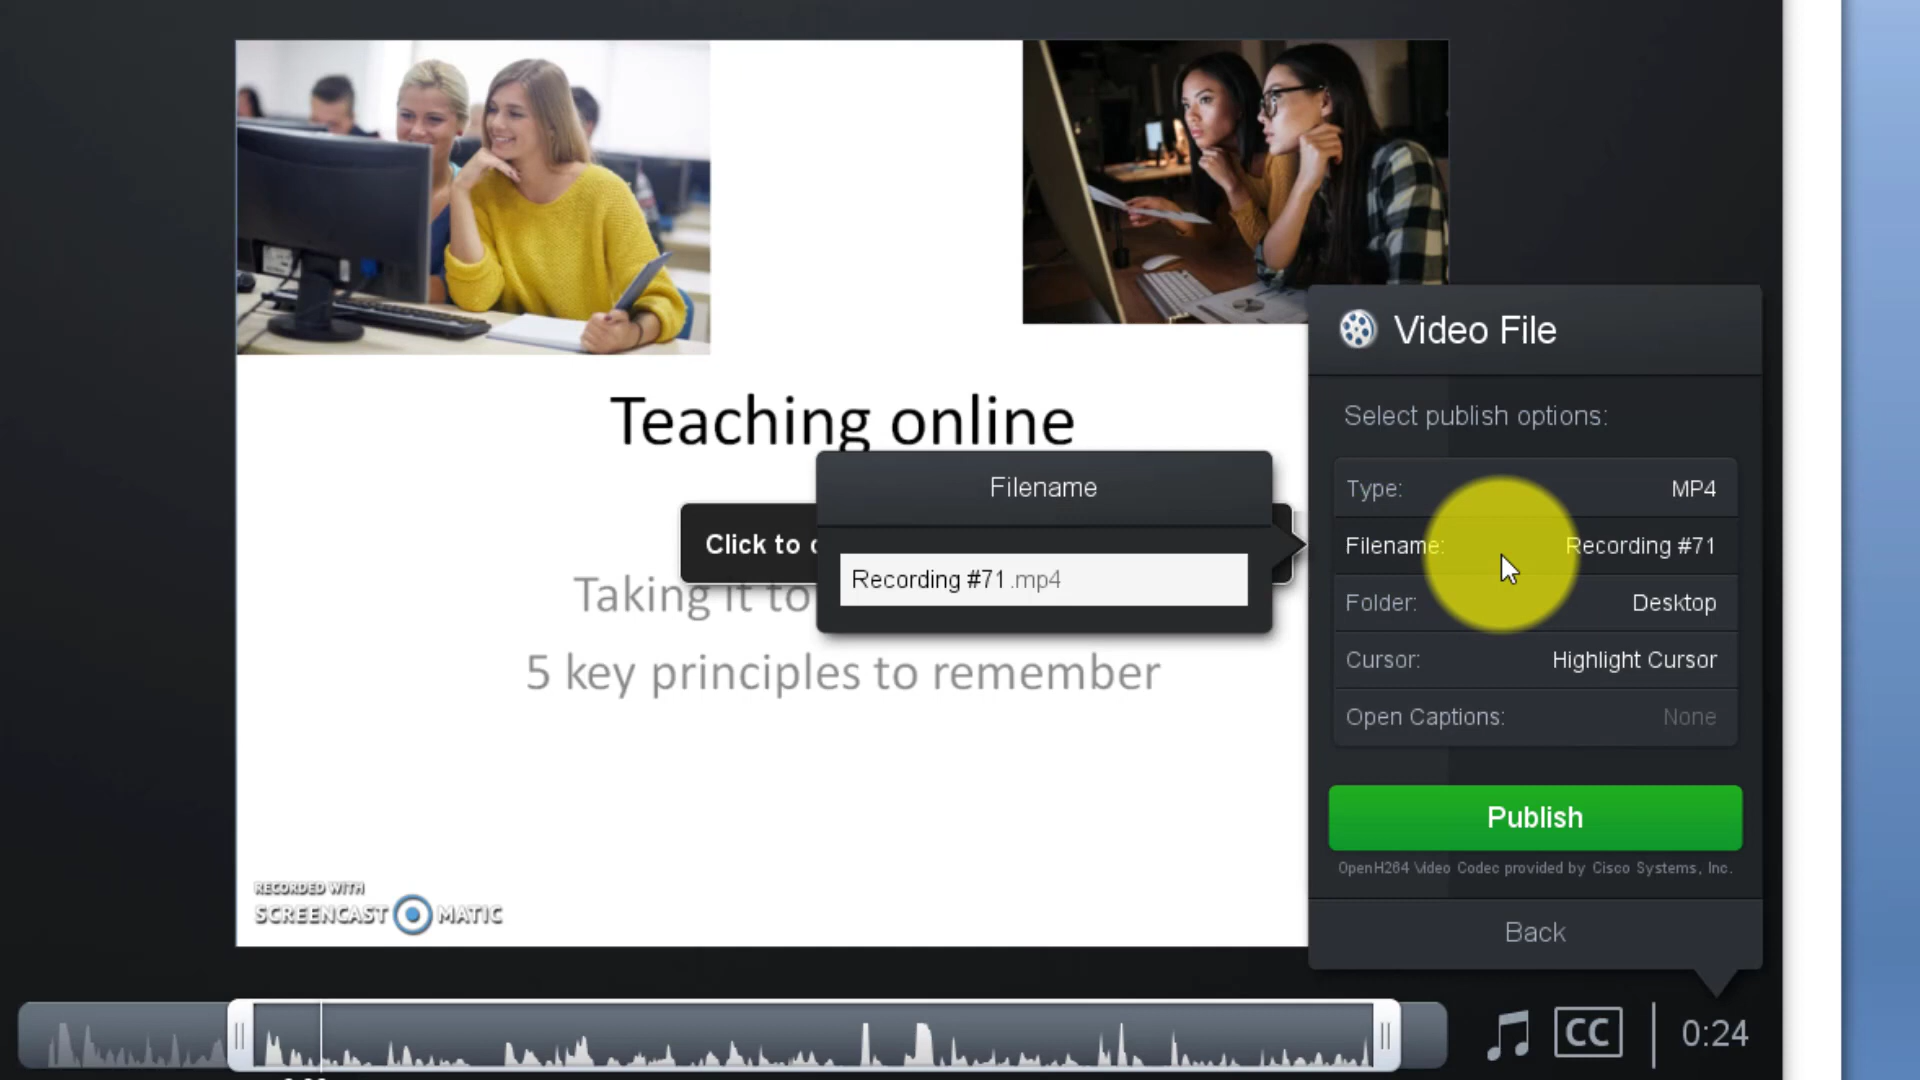 Video File
Select publish options:
Teaching online
Filename
Type: MP4
Click to
Filename: Recording #71
Recording #71.mp4
Taking it to
Folder: Desktop
5 key principles to remember
Cursor: Highlight Cursor
Open Captions: None
Publish
OpenH264 Video Codec provided by Cisco Systems, Inc.
RECORDED WITH
SCREENCAST MATIC
Back
CC 0:24